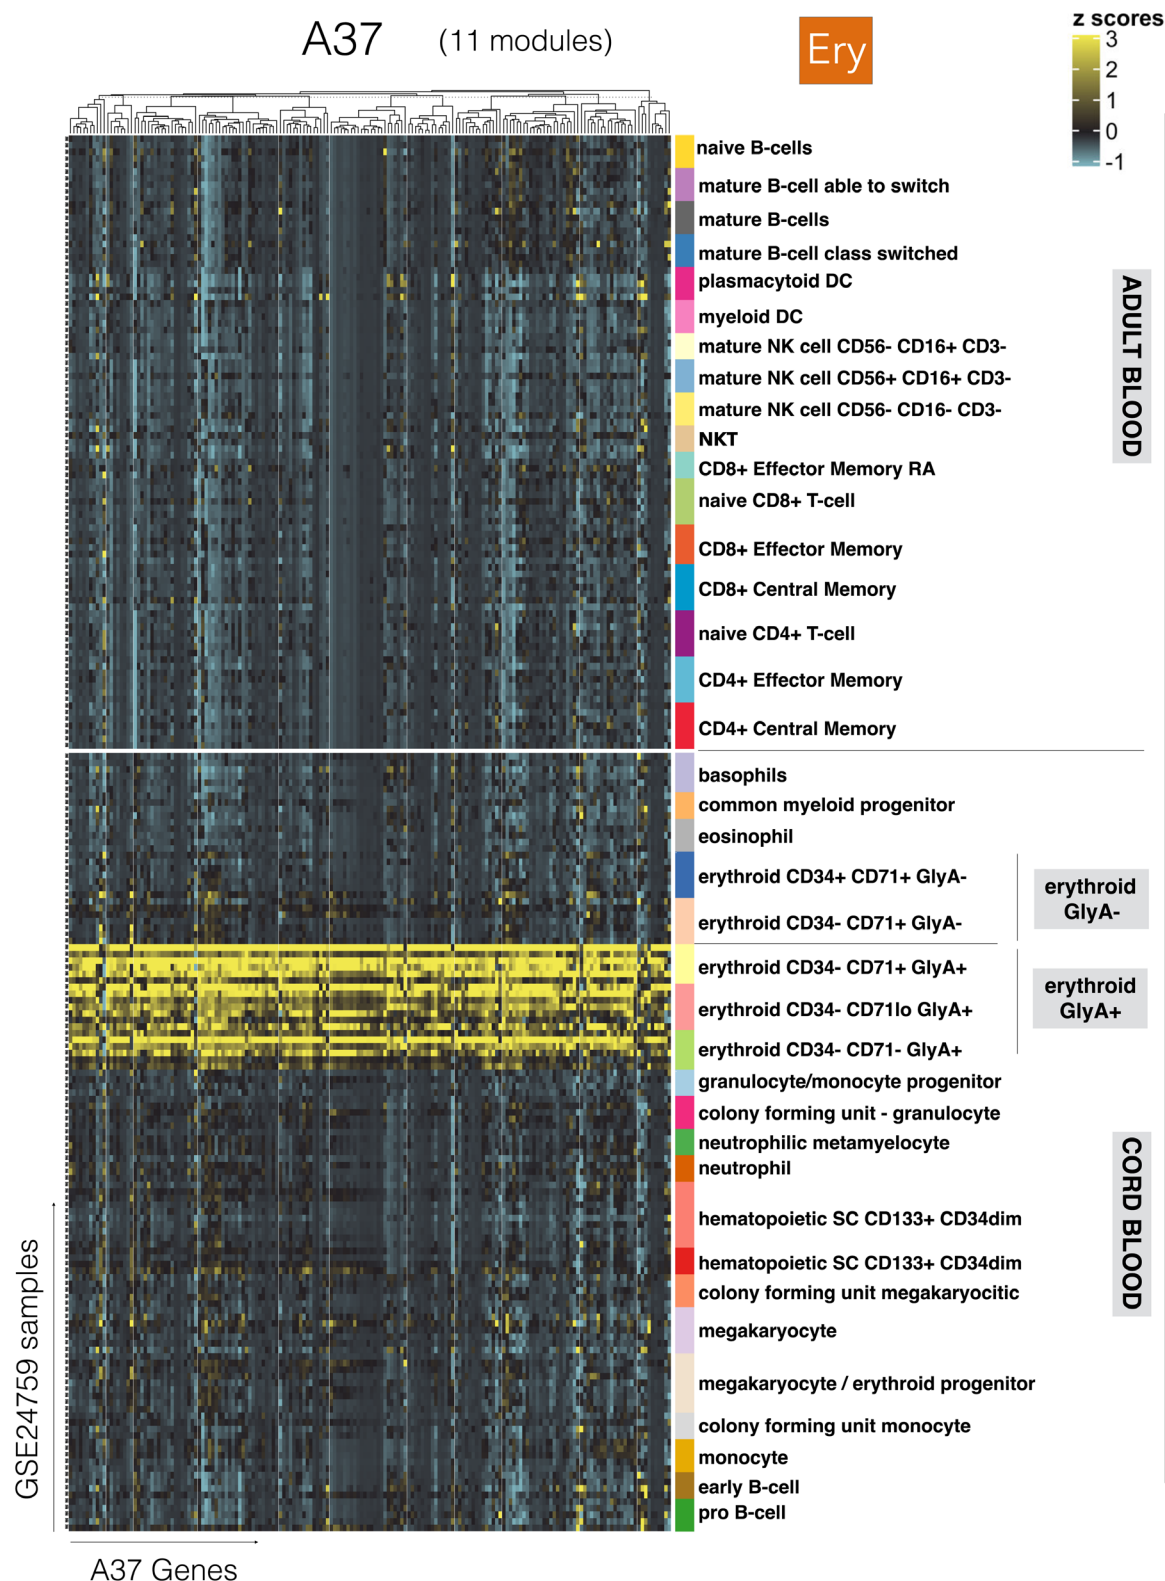 A37 (11 modules)
Ery
z scores
3
2
1
0
-1
naive B-cells
mature B-cell able to switch
mature B-cells
mature B-cell class switched
plasmacytoid DC
myeloid DC
mature NK cell CD56- CD16+ CD3-
mature NK cell CD56+ CD16+ CD3-
mature NK cell CD56- CD16- CD3-
NKT
CD8+ Effector Memory RA
naive CD8+ T-cell
CD8+ Effector Memory
CD8+ Central Memory
naive CD4+ T-cell
CD4+ Effector Memory
CD4+ Central Memory
ADULT BLOOD
basophils
common myeloid progenitor
eosinophil
erythroid CD34+ CD71+ GlyA-
erythroid CD34- CD71+ GlyA-
erythroid
GlyA-
erythroid CD34- CD71+ GlyA+
erythroid CD34- CD71lo GlyA+
erythroid CD34- CD71- GlyA+
erythroid
GlyA+
granulocyte/monocyte progenitor
colony forming unit - granulocyte
neutrophilic metamyelocyte
neutrophil
hematopoietic SC CD133+ CD34dim
hematopoietic SC CD133+ CD34dim
colony forming unit megakaryocitic
megakaryocyte
megakaryocyte / erythroid progenitor
colony forming unit monocyte
monocyte
early B-cell
pro B-cell
CORD BLOOD
GSE24759 samples
A37 Genes